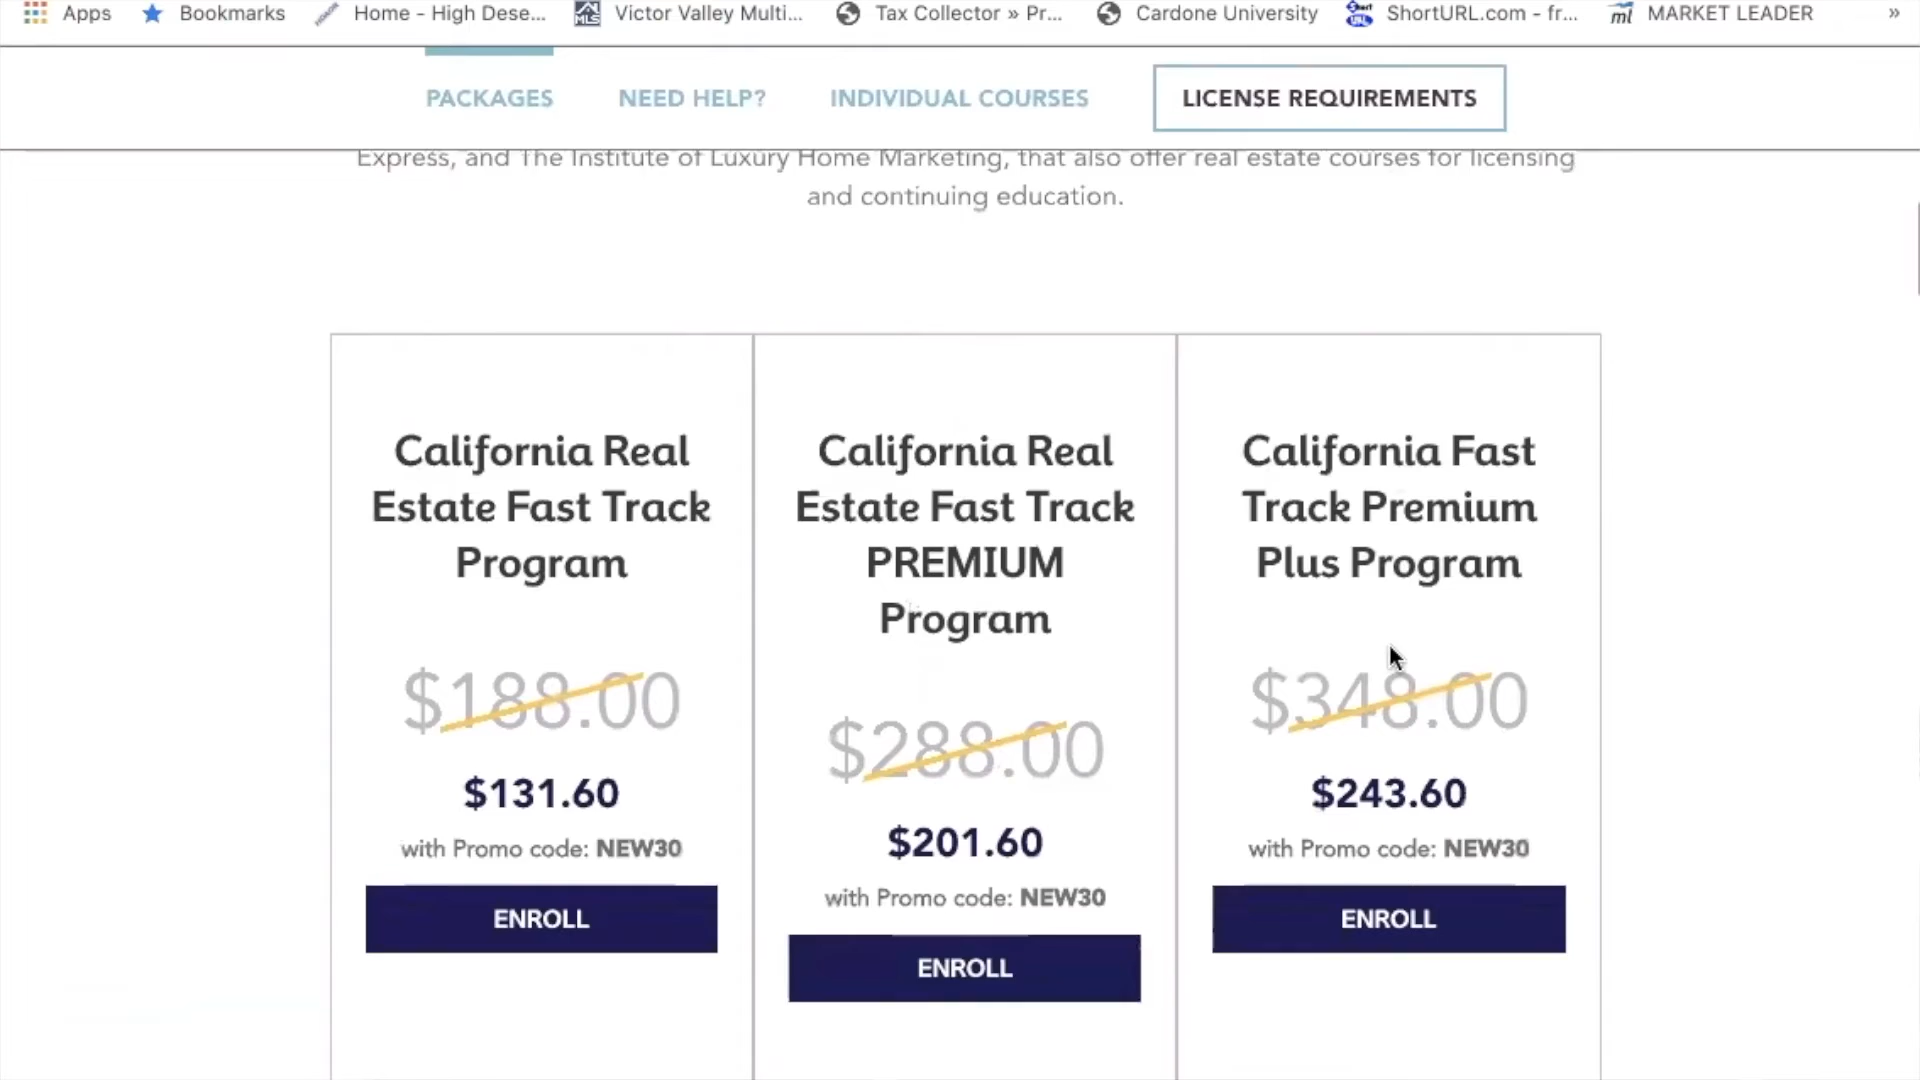 Apps Bookmarks Home - High Dese... Victor Valley Multi... Tax Collector » Pr... Cardone University ShortURL.com - fr... MARKET LEADER »
PACKAGES NEED HELP? INDIVIDUAL COURSES LICENSE REQUIREMENTS
Express, and The Institute of Luxury Home Marketing, that also offer real estate courses for licensing
and continuing education.
California Real
Estate Fast Track
Program
$188.00
$131.60
with Promo code: NEW30
ENROLL
California Real
Estate Fast Track
PREMIUM
Program
$288.00
$201.60
with Promo code: NEW30
ENROLL
California Fast
Track Premium
Plus Program
$348.00
$243.60
with Promo code: NEW30
ENROLL